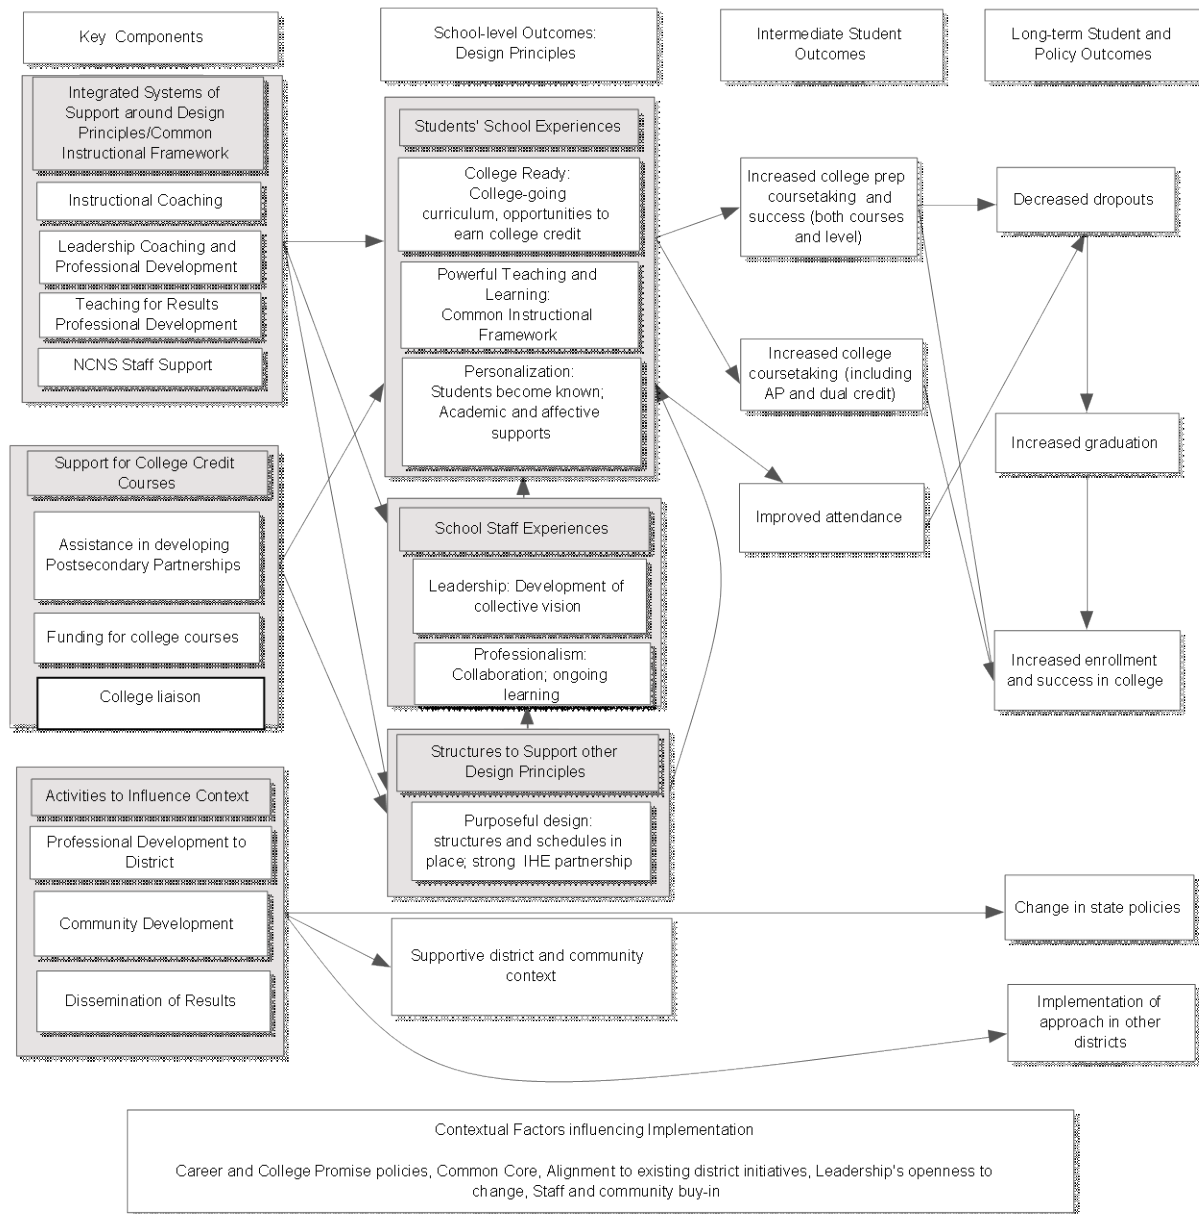 Key Components
School-level Outcomes:
Design Principles
Intermediate Student
Outcomes
Long-term Student and
Policy Outcomes
Integrated Systems of
Support around Design
Principles/Common
Instructional Framework
Instructional Coaching
Leadership Coaching and
Professional Development
Teaching for Results
Professional Development
NCNS Staff Support
Support for College Credit
Courses
Assistance in developing
Postsecondary Partnerships
Funding for college courses
College liaison
Activities to Influence Context
Professional Development to
District
Community Development
Dissemination of Results
Students' School Experiences
College Ready:
College-going
curriculum, opportunities to
earn college credit
Powerful Teaching and
Learning:
Common Instructional
Framework
Personalization:
Students become known;
Academic and affective
supports
School Staff Experiences
Leadership: Development of
collective vision
Professionalism:
Collaboration; ongoing
learning
Structures to Support other
Design Principles
Purposeful design:
structures and schedules in
place; strong IHE partnership
Supportive district and community
context
Increased college prep
coursetaking and
success (both courses
and level)
Increased college
coursetaking (including
AP and dual credit)
Improved attendance
Decreased dropouts
Increased graduation
Increased enrollment
and success in college
Change in state policies
Implementation of
approach in other
districts
Contextual Factors influencing Implementation
Career and College Promise policies, Common Core, Alignment to existing district initiatives, Leadership's openness to
change, Staff and community buy-in